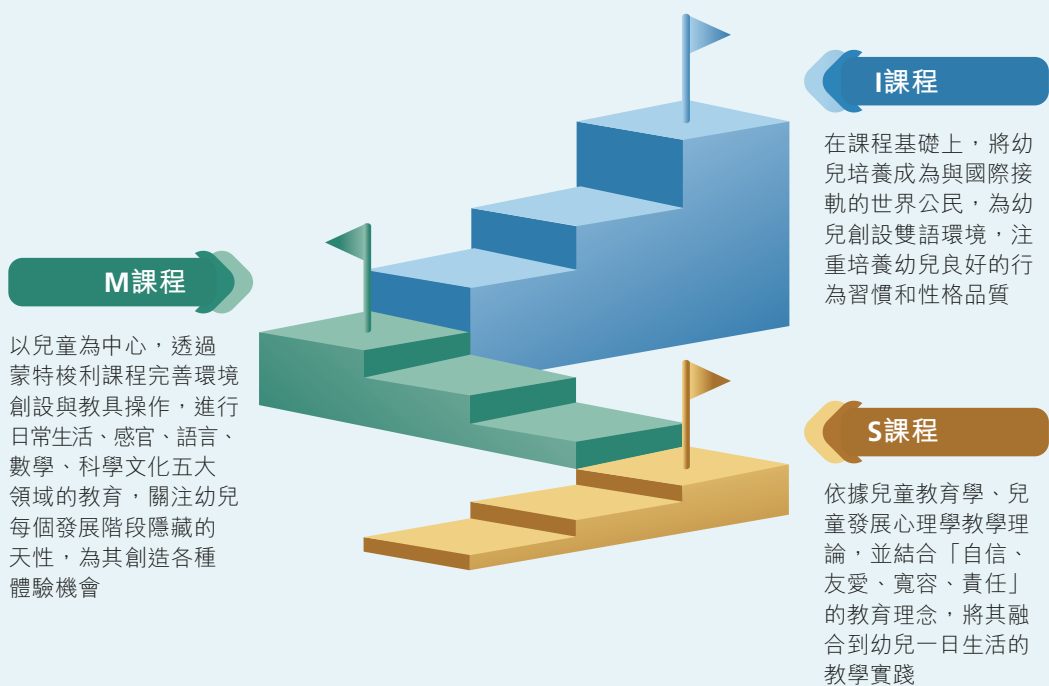 I課程
在課程基礎上，將幼
兒培養成為與國際接
軌的世界公民，為幼
兒創設雙語環境，注
重培養幼兒良好的行
為習慣和性格品質
M課程
以兒童為中心，透過
蒙特梭利課程完善環境
創設與教具操作，進行
日常生活、感官、語言、
數學、科學文化五大
領域的教育，關注幼兒
每個發展階段隱藏的
天性，為其創造各種
體驗機會
S課程
依據兒童教育學、兒
童發展心理學教學理
論，並結合「自信、
友愛、寬容、責任」
的教育理念，將其融
合到幼兒一日生活的
教學實踐